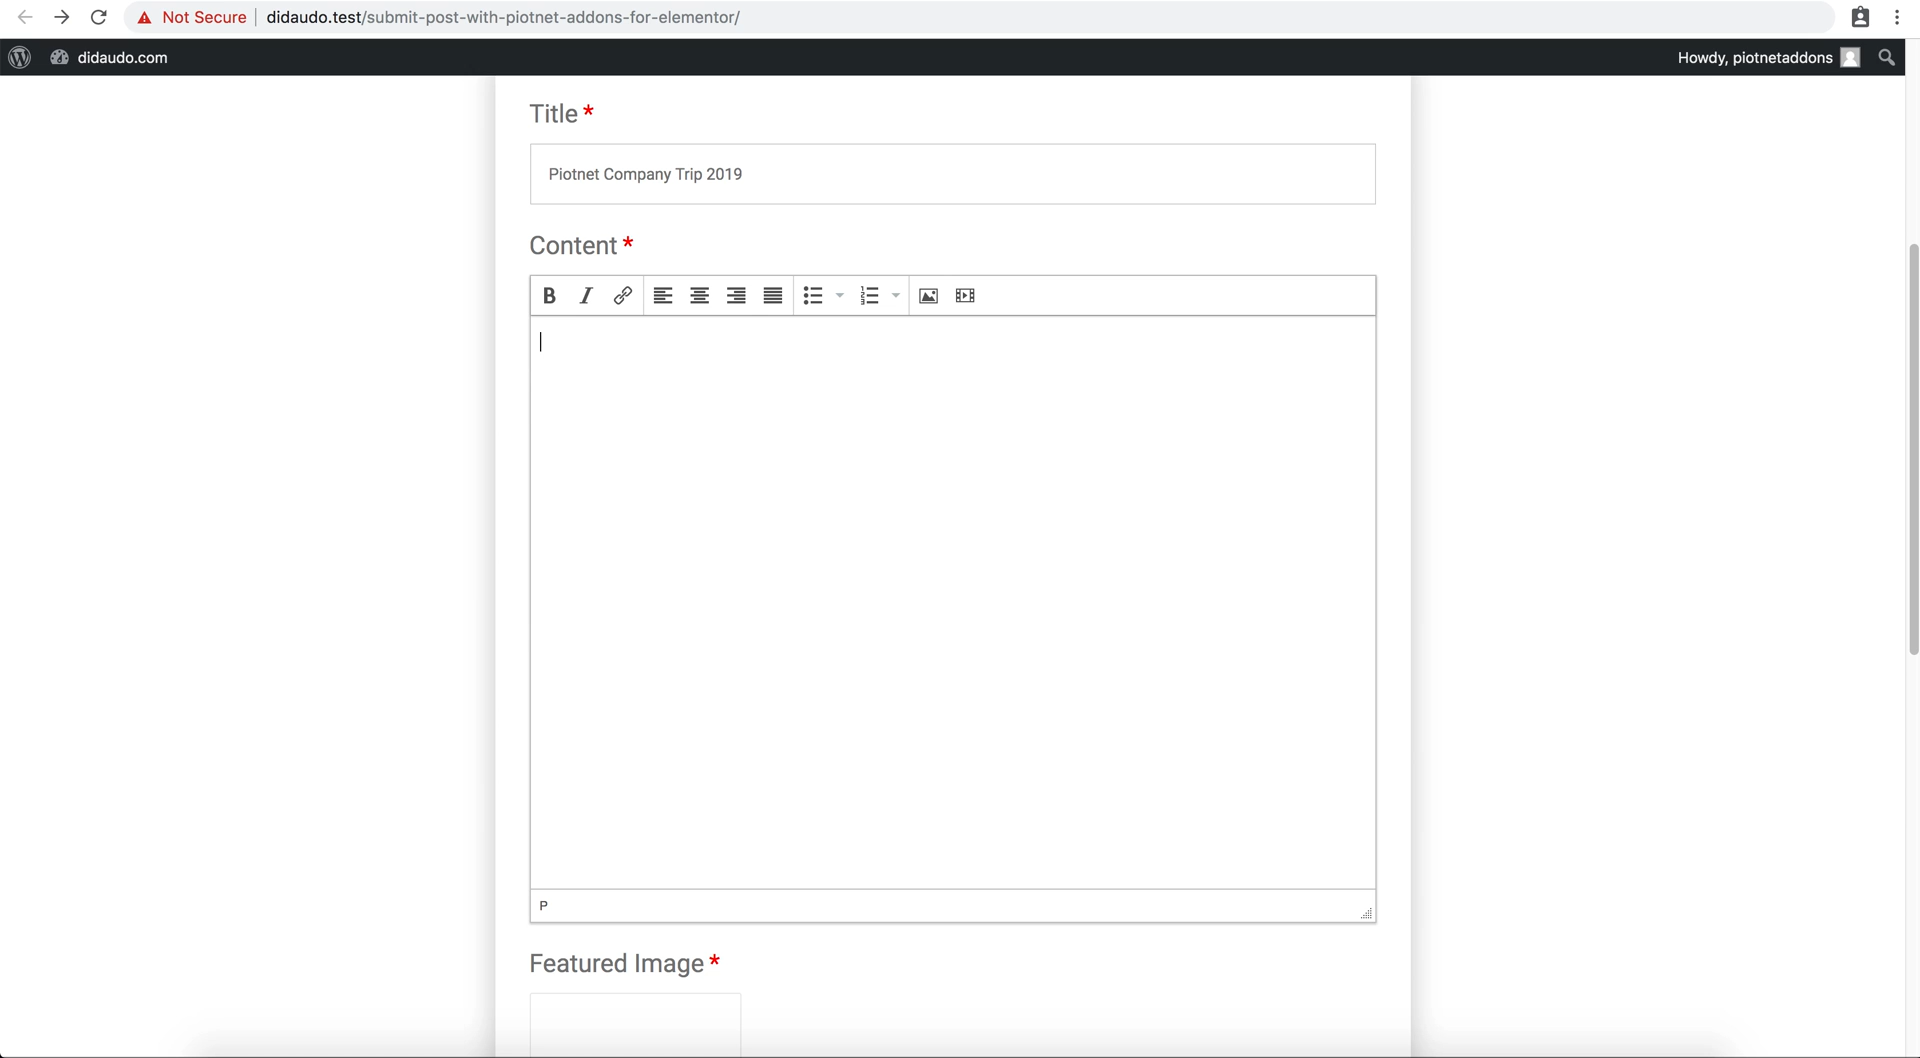 Not Secure didaudo.test/submit-post-with-piotnet-addons-for-elementor/
didaudo.com Howdy, piotnetaddons
Title *
Piotnet Company Trip 2019
Content *
B I
P
Featured Image *